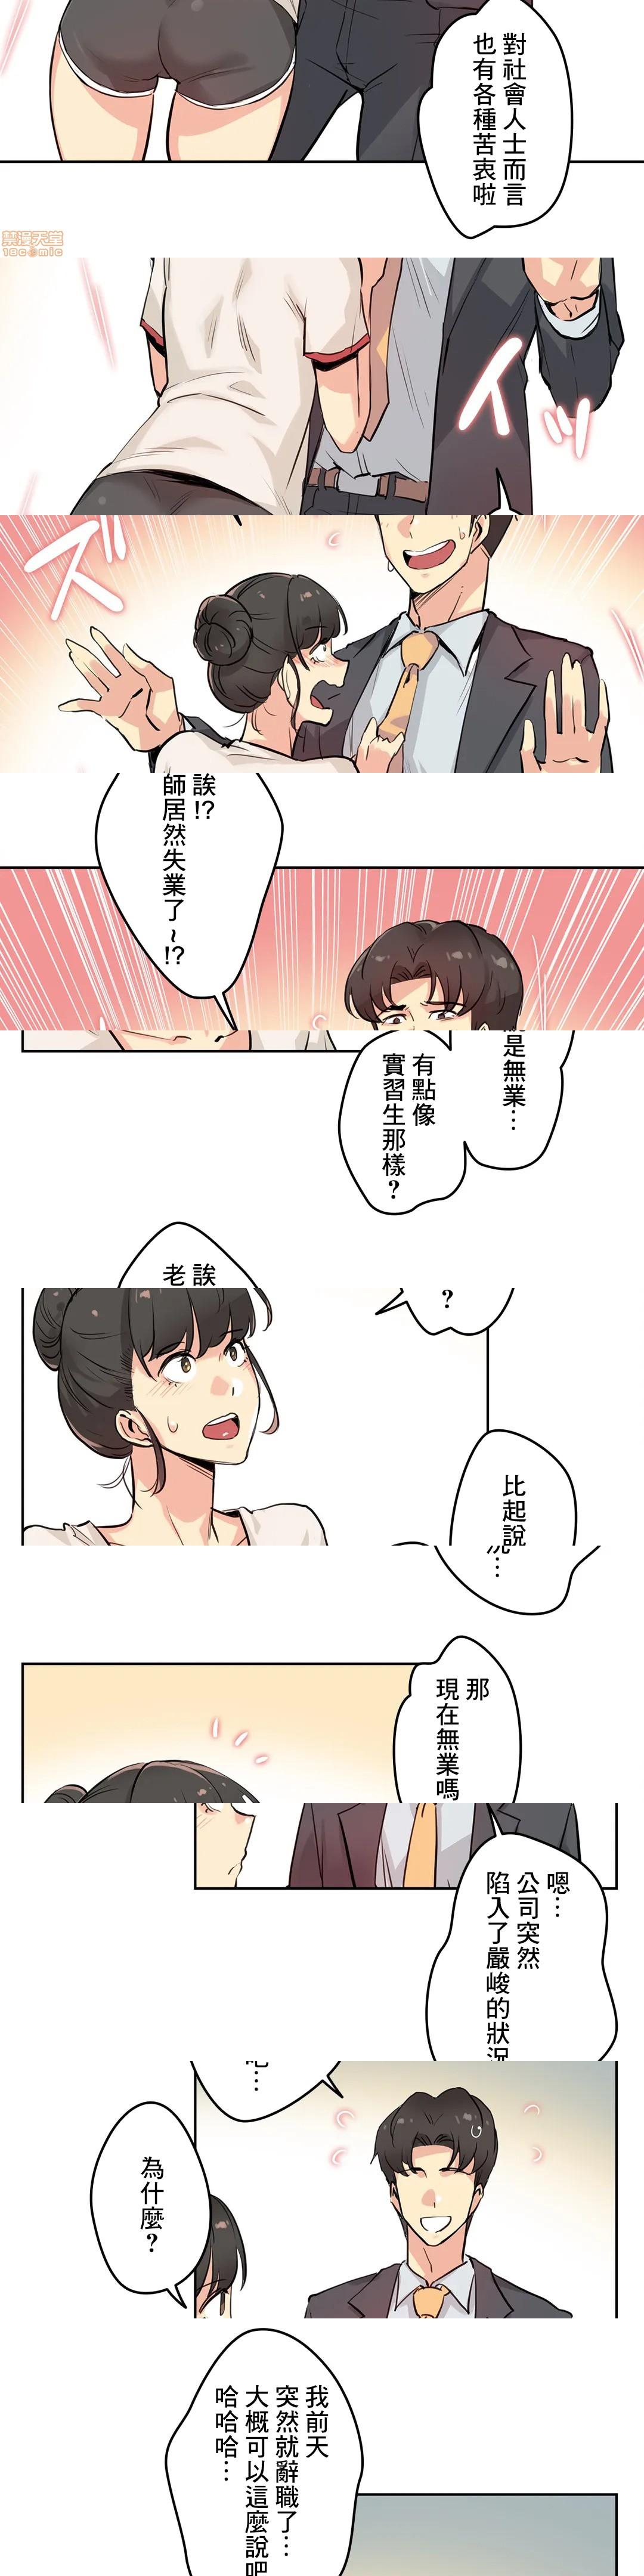 對社會人士而言
也有各種苦衷啦
禁漫天堂
18comic
誒!?
師居然失業了~!?
是無業…
有點像
實習生那樣?
誒
老
?
比起說
那
現在無業嗎
嗯…
公司突然
陷入了嚴峻的狀況
為什麼?
我前天
突然就辭職了…
大概可以這麼說吧
哈哈哈…